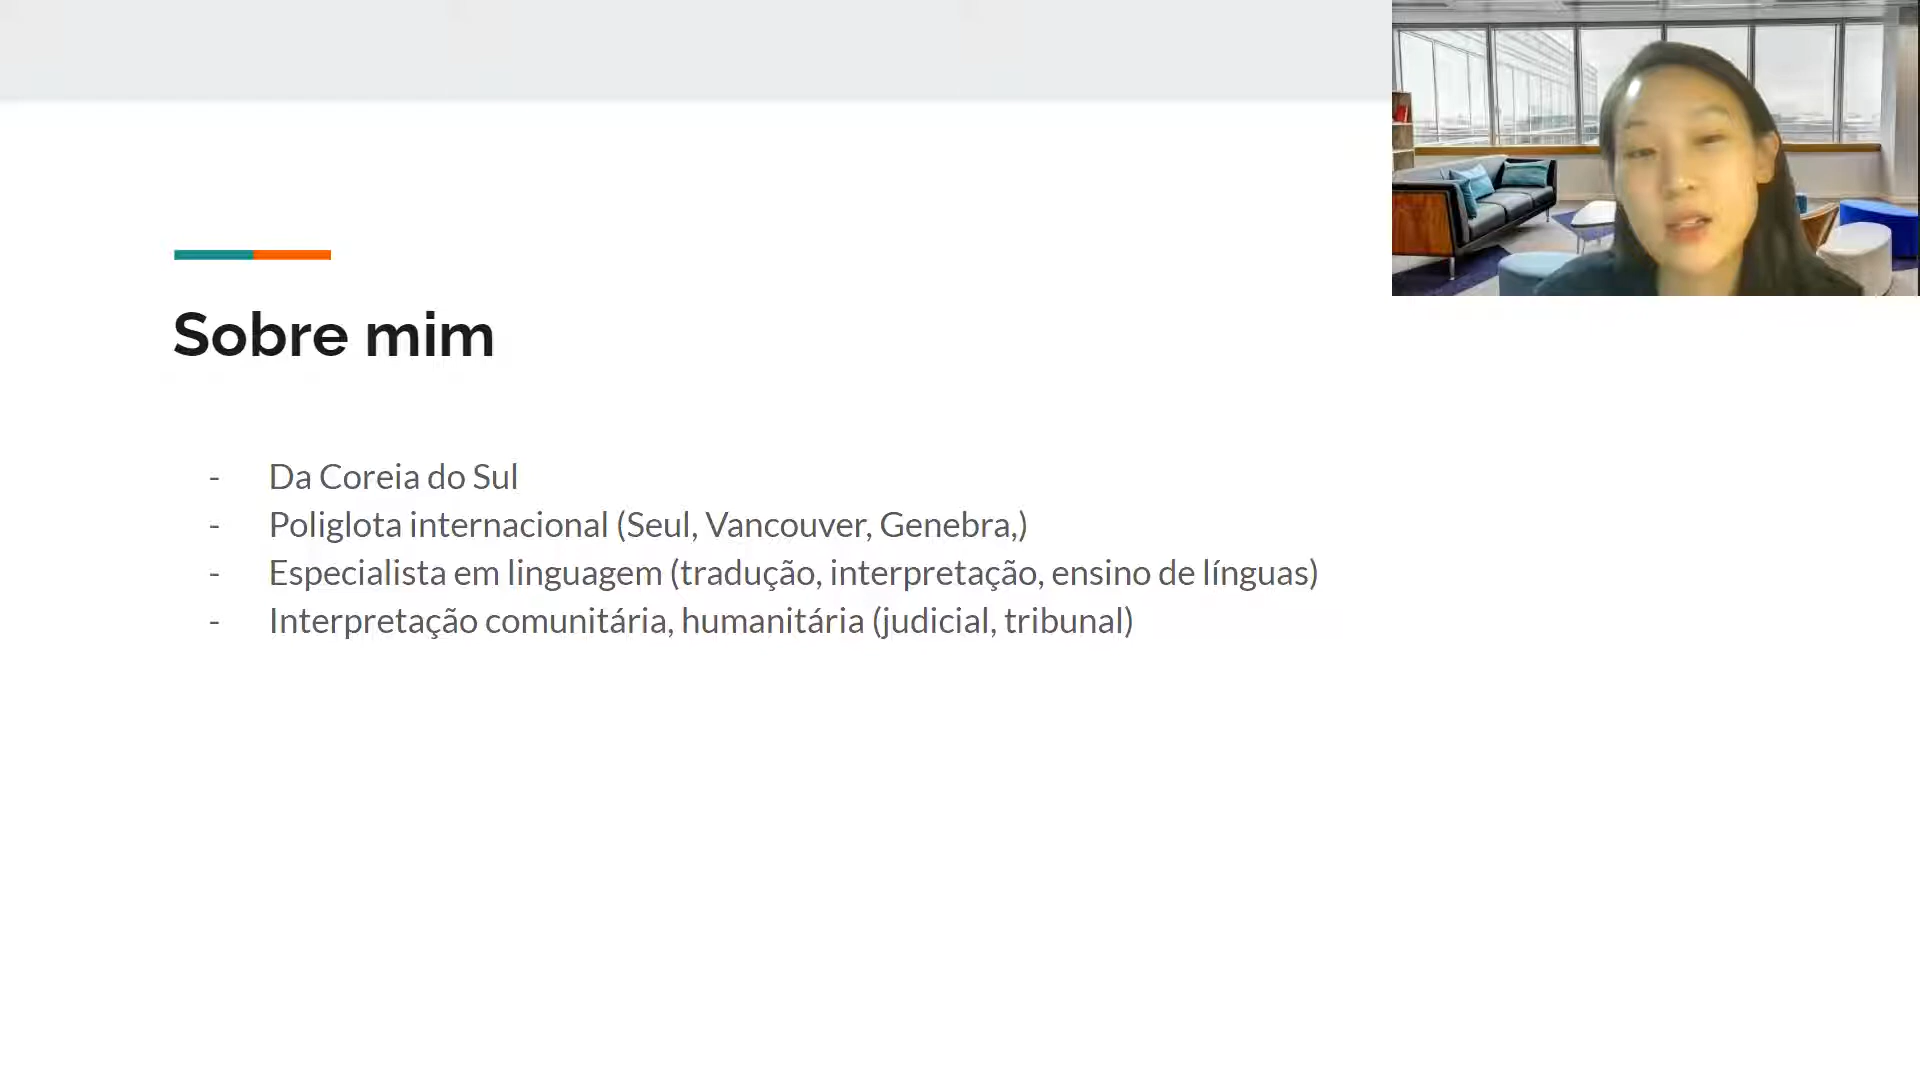 Sobre mim
- Da Coreia do Sul
- Poliglota internacional (Seul, Vancouver, Genebra,)
- Especialista em linguagem (tradução, interpretação, ensino de línguas)
- Interpretação comunitária, humanitária (judicial, tribunal)